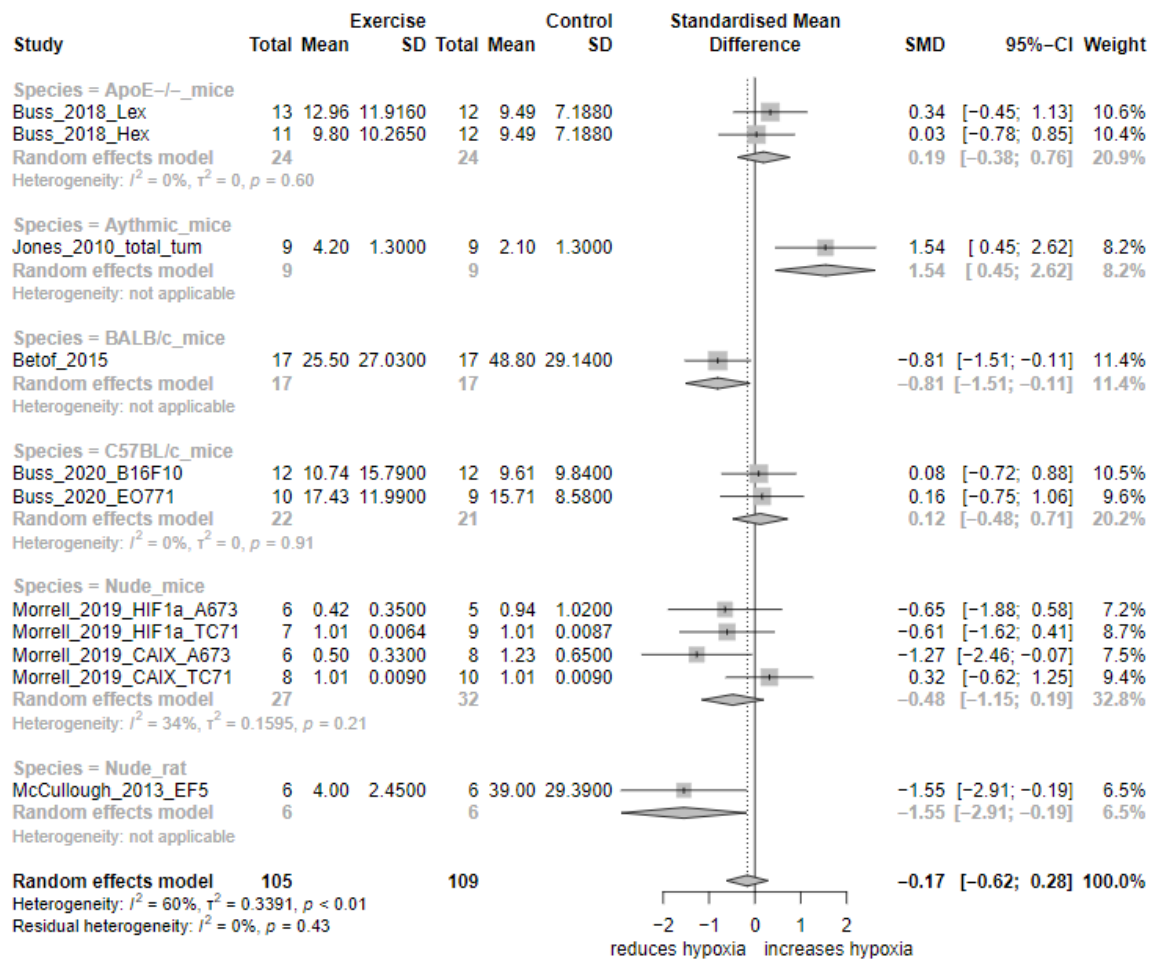 Exercise Control Standardised Mean
Study Total Mean SD Total Mean SD Difference SMD 95%−CI Weight
Species = ApoE−/−_mice
Buss_2018_Lex 13 12.96 11.9160 12 9.49 7.1880 0.34 [−0.45; 1.13] 10.6%
Buss_2018_Hex 11 9.80 10.2650 12 9.49 7.1880 0.03 [−0.78; 0.85] 10.4%
Random effects model 24 24 0.19 [−0.38; 0.76] 20.9%
Heterogeneity: I² = 0%, τ² = 0, p = 0.60
Species = Aythmic_mice
Jones_2010_total_tum 9 4.20 1.3000 9 2.10 1.3000 1.54 [ 0.45; 2.62] 8.2%
Random effects model 9 9 1.54 [ 0.45; 2.62] 8.2%
Heterogeneity: not applicable
Species = BALB/c_mice
Betof_2015 17 25.50 27.0300 17 48.80 29.1400 −0.81 [−1.51; −0.11] 11.4%
Random effects model 17 17 −0.81 [−1.51; −0.11] 11.4%
Heterogeneity: not applicable
Species = C57BL/c_mice
Buss_2020_B16F10 12 10.74 15.7900 12 9.61 9.8400 0.08 [−0.72; 0.88] 10.5%
Buss_2020_EO771 10 17.43 11.9900 9 15.71 8.5800 0.16 [−0.75; 1.06] 9.6%
Random effects model 22 21 0.12 [−0.48; 0.71] 20.2%
Heterogeneity: I² = 0%, τ² = 0, p = 0.91
Species = Nude_mice
Morrell_2019_HIF1a_A673 6 0.42 0.3500 5 0.94 1.0200 −0.65 [−1.88; 0.58] 7.2%
Morrell_2019_HIF1a_TC71 7 1.01 0.0064 9 1.01 0.0087 −0.61 [−1.62; 0.41] 8.7%
Morrell_2019_CAIX_A673 6 0.50 0.3300 8 1.23 0.6500 −1.27 [−2.46; −0.07] 7.5%
Morrell_2019_CAIX_TC71 8 1.01 0.0090 10 1.01 0.0090 0.32 [−0.62; 1.25] 9.4%
Random effects model 27 32 −0.48 [−1.15; 0.19] 32.8%
Heterogeneity: I² = 34%, τ² = 0.1595, p = 0.21
Species = Nude_rat
McCullough_2013_EF5 6 4.00 2.4500 6 39.00 29.3900 −1.55 [−2.91; −0.19] 6.5%
Random effects model 6 6 −1.55 [−2.91; −0.19] 6.5%
Heterogeneity: not applicable
Random effects model 105 109 −0.17 [−0.62; 0.28] 100.0%
Heterogeneity: I² = 60%, τ² = 0.3391, p < 0.01
Residual heterogeneity: I² = 0%, p = 0.43
−2 −1 0 1 2
reduces hypoxia increases hypoxia